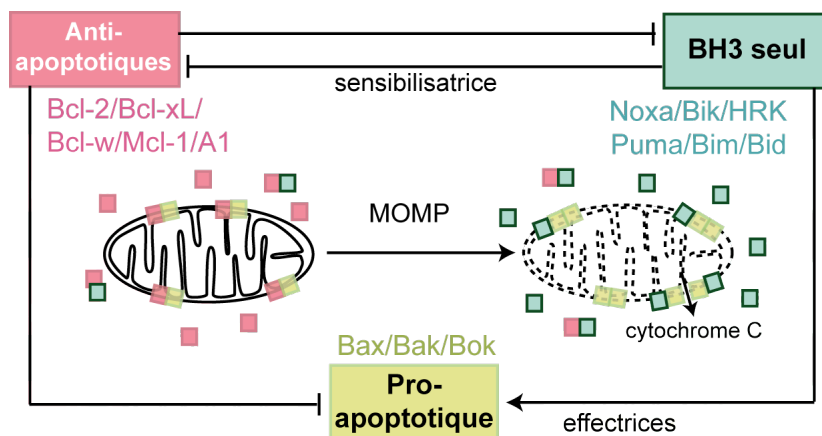 Anti-
apoptotiques
BH3 seul
sensibilisatrice
Bcl-2/Bcl-xL/
Bcl-w/Mcl-1/A1
Noxa/Bik/HRK
Puma/Bim/Bid
MOMP
cytochrome C
Bax/Bak/Bok
Pro-
apoptotique
effectrices